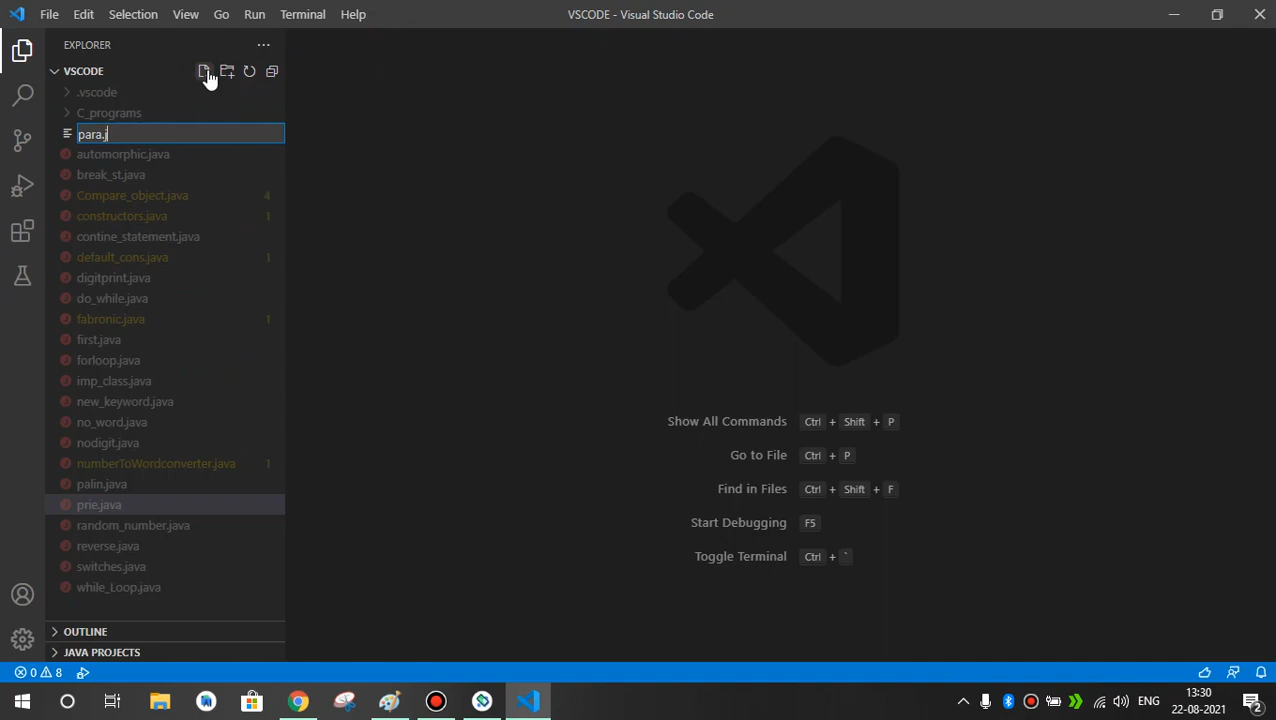 File Edit Selection View Go Run Terminal Help
VSCODE - Visual Studio Code
EXPLORER
VSCODE
.vscode
C_programs
para.j
automorphic.java
break_st.java
Compare_object.java 4
constructors.java 1
contine_statement.java
default_cons.java 1
digitprint.java
do_while.java
fabronic.java 1
first.java
forloop.java
imp_class.java
new_keyword.java
no_word.java
nodigit.java
numberToWordconverter.java 1
palin.java
prie.java
random_number.java
reverse.java
switches.java
while_Loop.java
OUTLINE
JAVA PROJECTS
Show All Commands Ctrl + Shift + P
Go to File Ctrl + P
Find in Files Ctrl + Shift + F
Start Debugging F5
Toggle Terminal Ctrl + `
0 8
ENG
13:30
22-08-2021
2